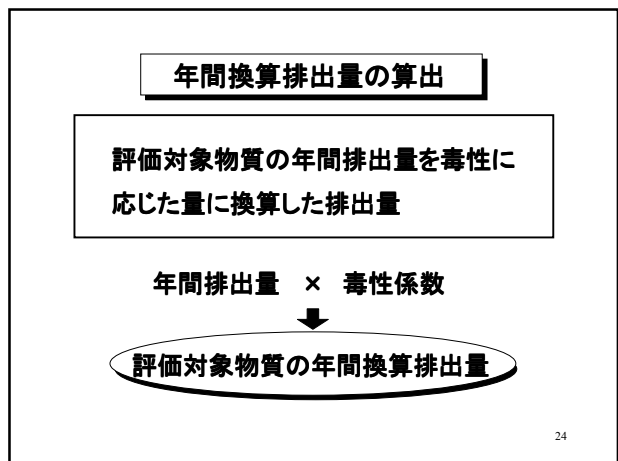 年間換算排出量の算出
評価対象物質の年間排出量を毒性に
応じた量に換算した排出量
年間排出量 × 毒性係数
評価対象物質の年間換算排出量
24